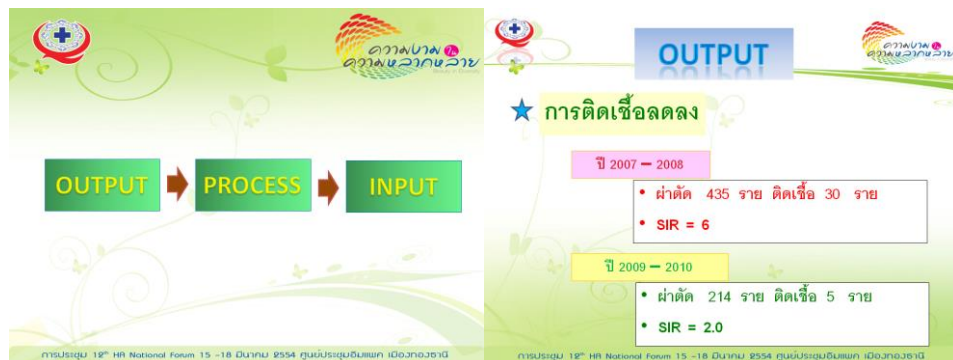 ความงามใน
ความหลากหลาย
Beauty in Diversity
OUTPUT
PROCESS
INPUT
การประชุม 12th HA National Forum 15 -18 มีนาคม 2554 ศูนย์ประชุมอิมแพค เมืองทองธานี
OUTPUT
ความงามใน
ความหลากหลาย
การติดเชื้อลดลง
ปี 2007 – 2008
• ผ่าตัด 435 ราย ติดเชื้อ 30 ราย
• SIR = 6
ปี 2009 – 2010
• ผ่าตัด 214 ราย ติดเชื้อ 5 ราย
• SIR = 2.0
การประชุม 12th HA National Forum 15 -18 มีนาคม 2554 ศูนย์ประชุมอิมแพค เมืองทองธานี